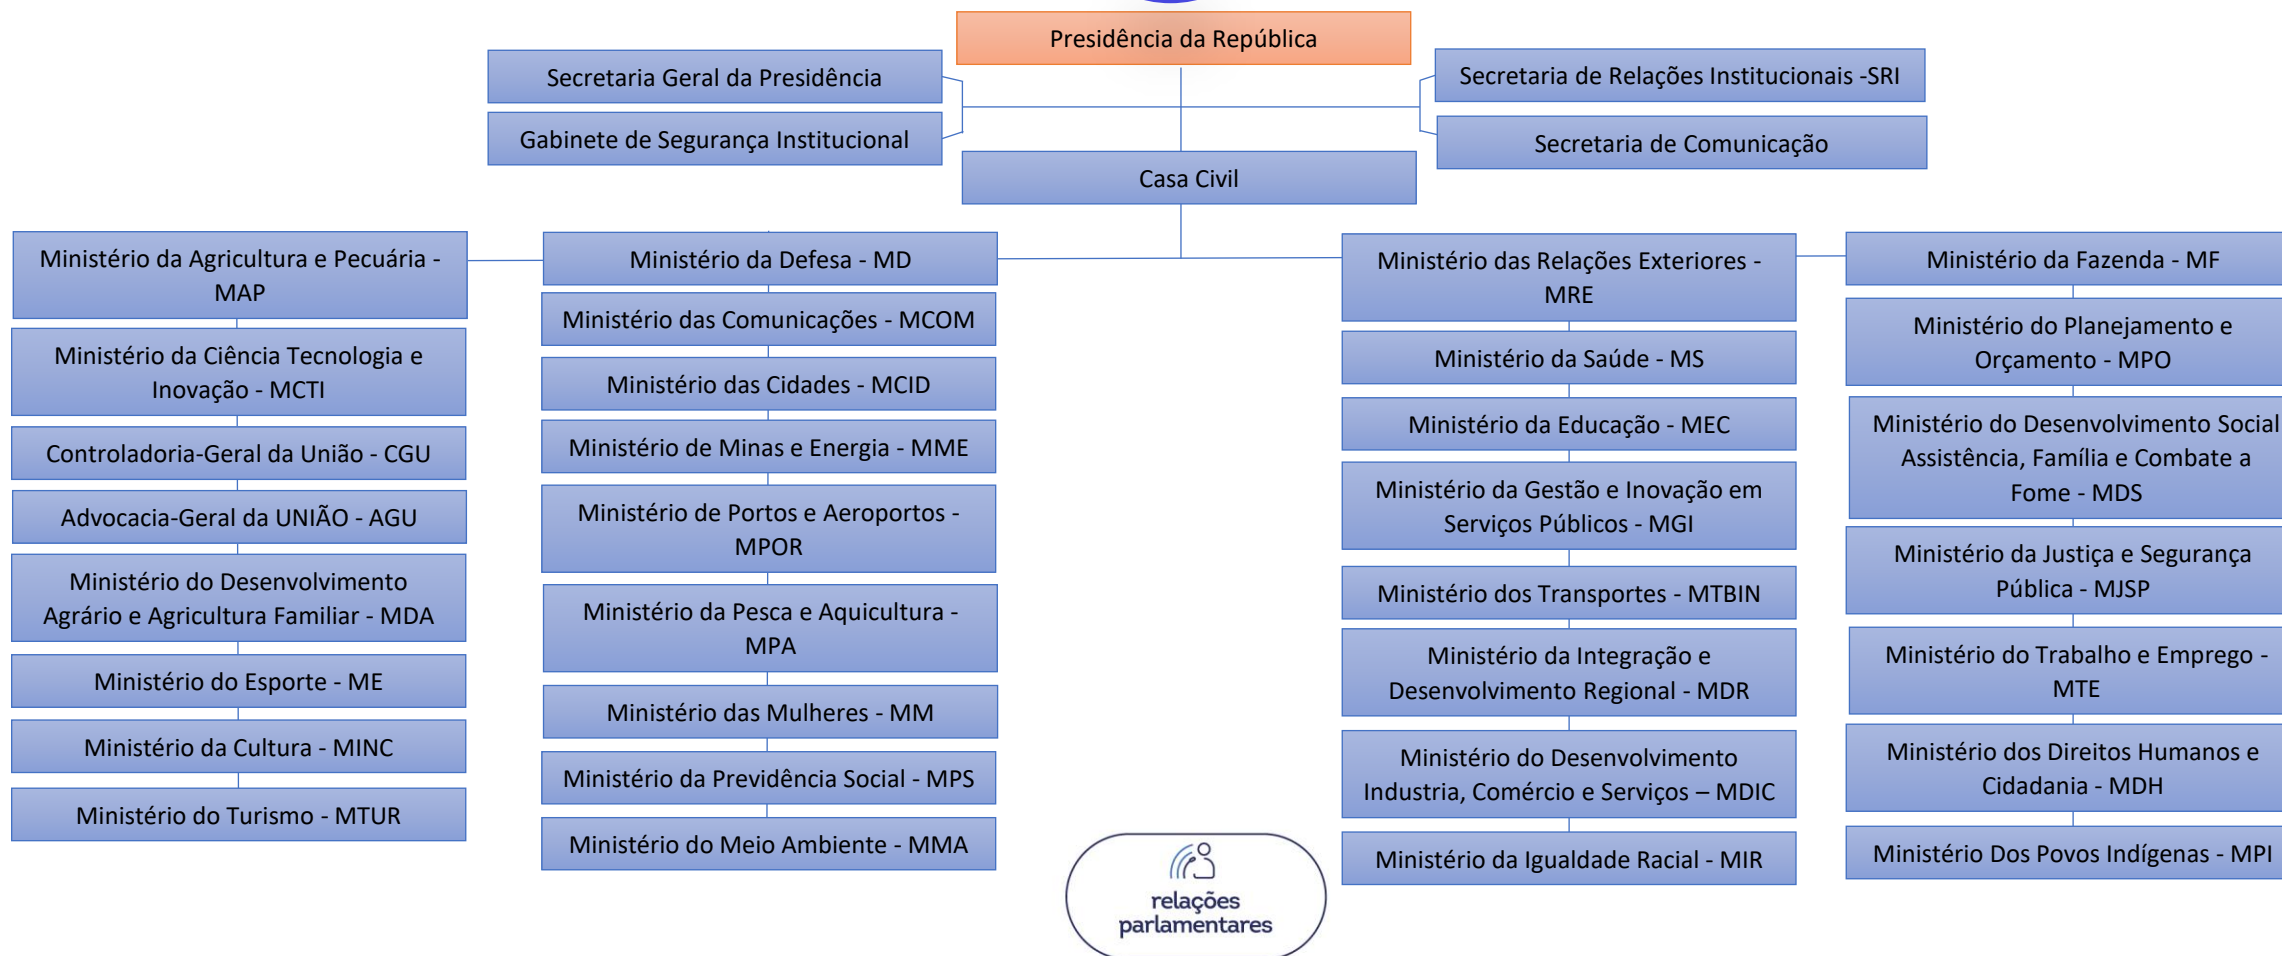 Presidência da República
Secretaria Geral da Presidência
Secretaria de Relações Institucionais -SRI
Gabinete de Segurança Institucional
Secretaria de Comunicação
Casa Civil
Ministério da Agricultura e Pecuária -
MAP
Ministério da Ciência Tecnologia e
Inovação - MCTI
Controladoria-Geral da União - CGU
Advocacia-Geral da UNIÃO - AGU
Ministério do Desenvolvimento
Agrário e Agricultura Familiar - MDA
Ministério do Esporte - ME
Ministério da Cultura - MINC
Ministério do Turismo - MTUR
Ministério da Defesa - MD
Ministério das Comunicações - MCOM
Ministério das Cidades - MCID
Ministério de Minas e Energia - MME
Ministério de Portos e Aeroportos -
MPOR
Ministério da Pesca e Aquicultura -
MPA
Ministério das Mulheres - MM
Ministério da Previdência Social - MPS
Ministério do Meio Ambiente - MMA
Ministério das Relações Exteriores -
MRE
Ministério da Saúde - MS
Ministério da Educação - MEC
Ministério da Gestão e Inovação em
Serviços Públicos - MGI
Ministério dos Transportes - MTBIN
Ministério da Integração e
Desenvolvimento Regional - MDR
Ministério do Desenvolvimento
Industria, Comércio e Serviços – MDIC
Ministério da Igualdade Racial - MIR
Ministério da Fazenda - MF
Ministério do Planejamento e
Orçamento - MPO
Ministério do Desenvolvimento Social
Assistência, Família e Combate a
Fome - MDS
Ministério da Justiça e Segurança
Pública - MJSP
Ministério do Trabalho e Emprego -
MTE
Ministério dos Direitos Humanos e
Cidadania - MDH
Ministério Dos Povos Indígenas - MPI
relações
parlamentares